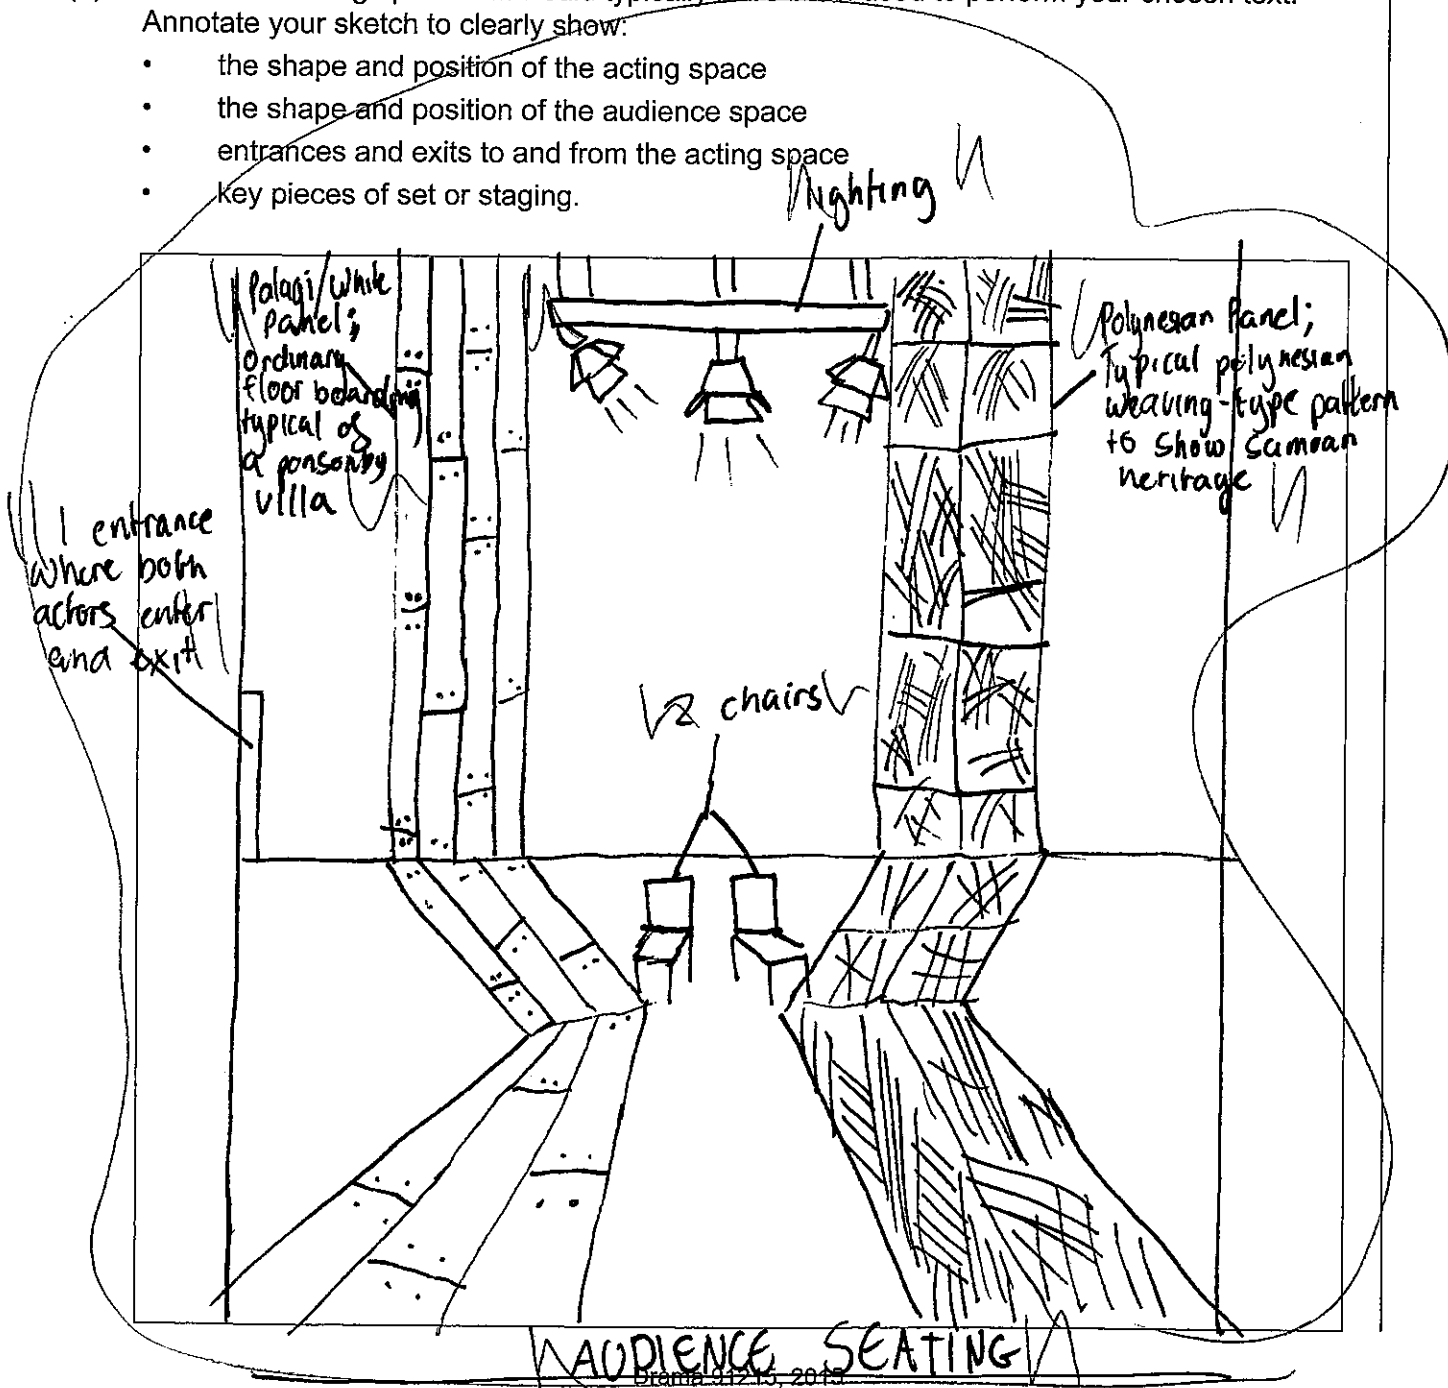 Annotate your sketch to clearly show:
• the shape and position of the acting space
• the shape and position of the audience space
• entrances and exits to and from the acting space
• key pieces of set or staging.
lighting
Palagi/White
panel;
ordinary
floor boarding
typical of
a ponsonby
villa
Polynesian Panel;
Typical polynesian
weaving-type pattern
to show samoan
heritage
1 entrance
where both
actors enter
and exit
2 chairs
AUDIENCE SEATING
Drama 91215, 2015